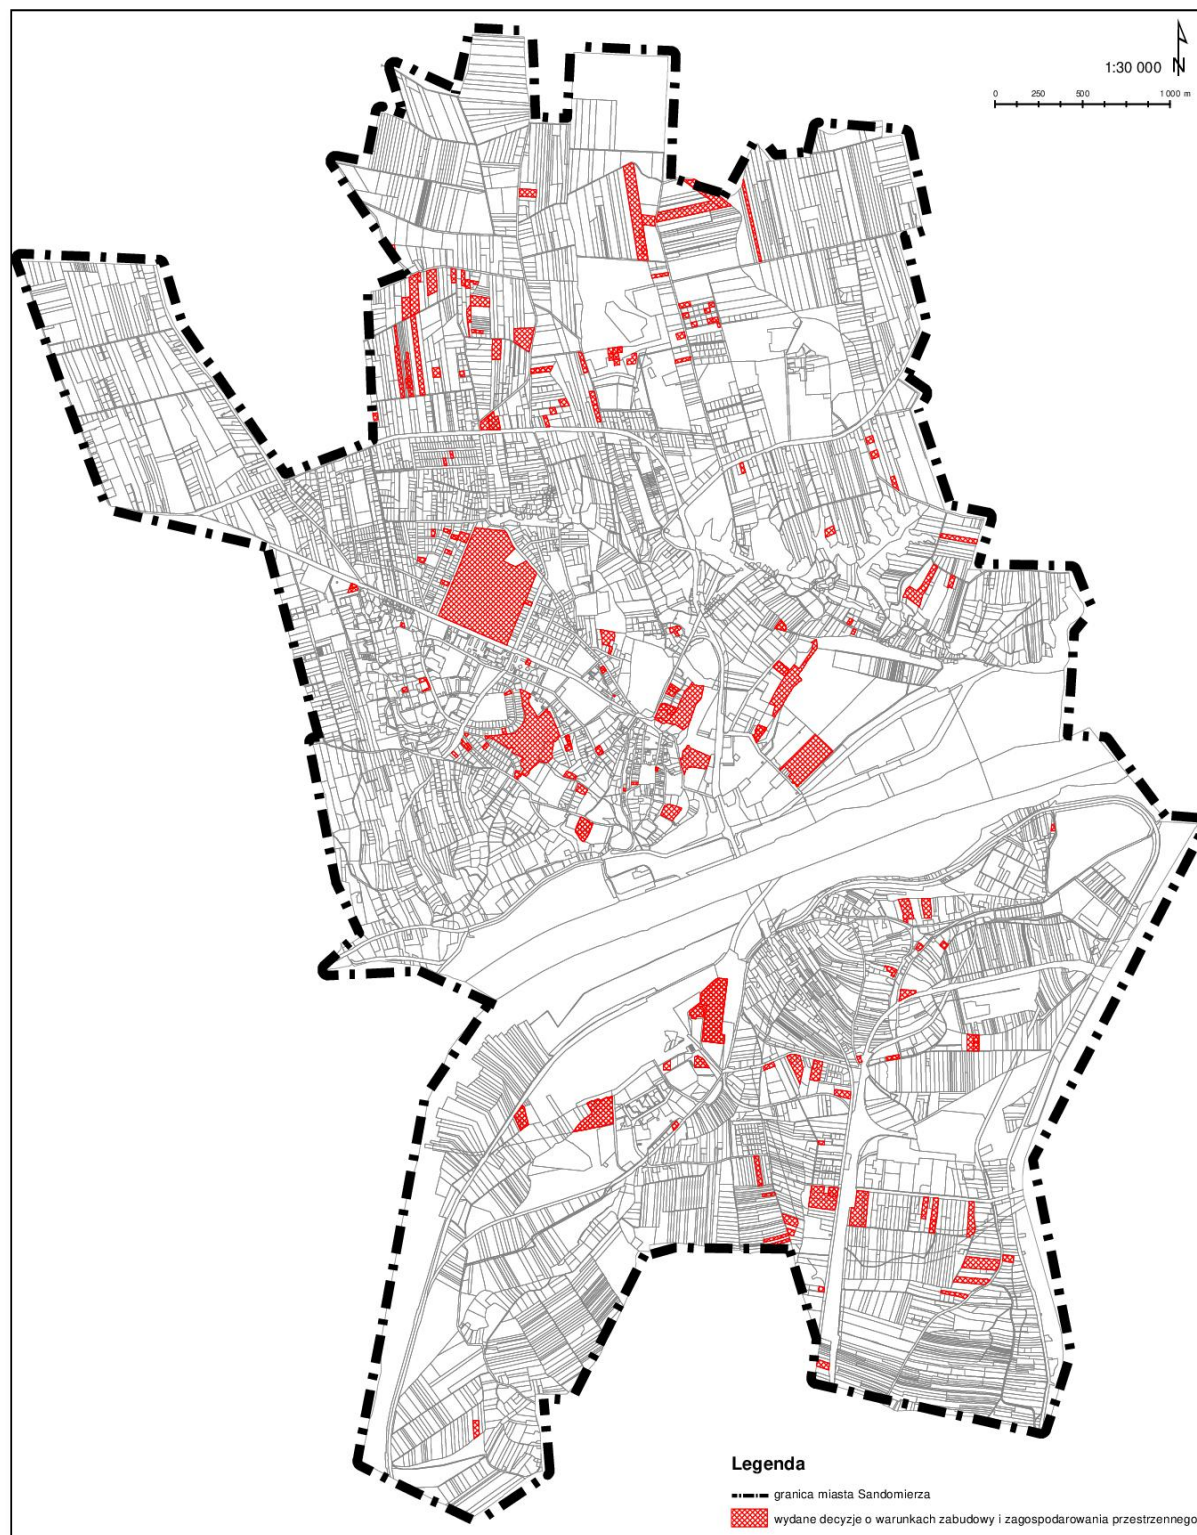 1:30 000
N
0 250 500 1 000 m
Legenda
granica miasta Sandomierza
wydane decyzje o warunkach zabudowy i zagospodarowania przestrzennego